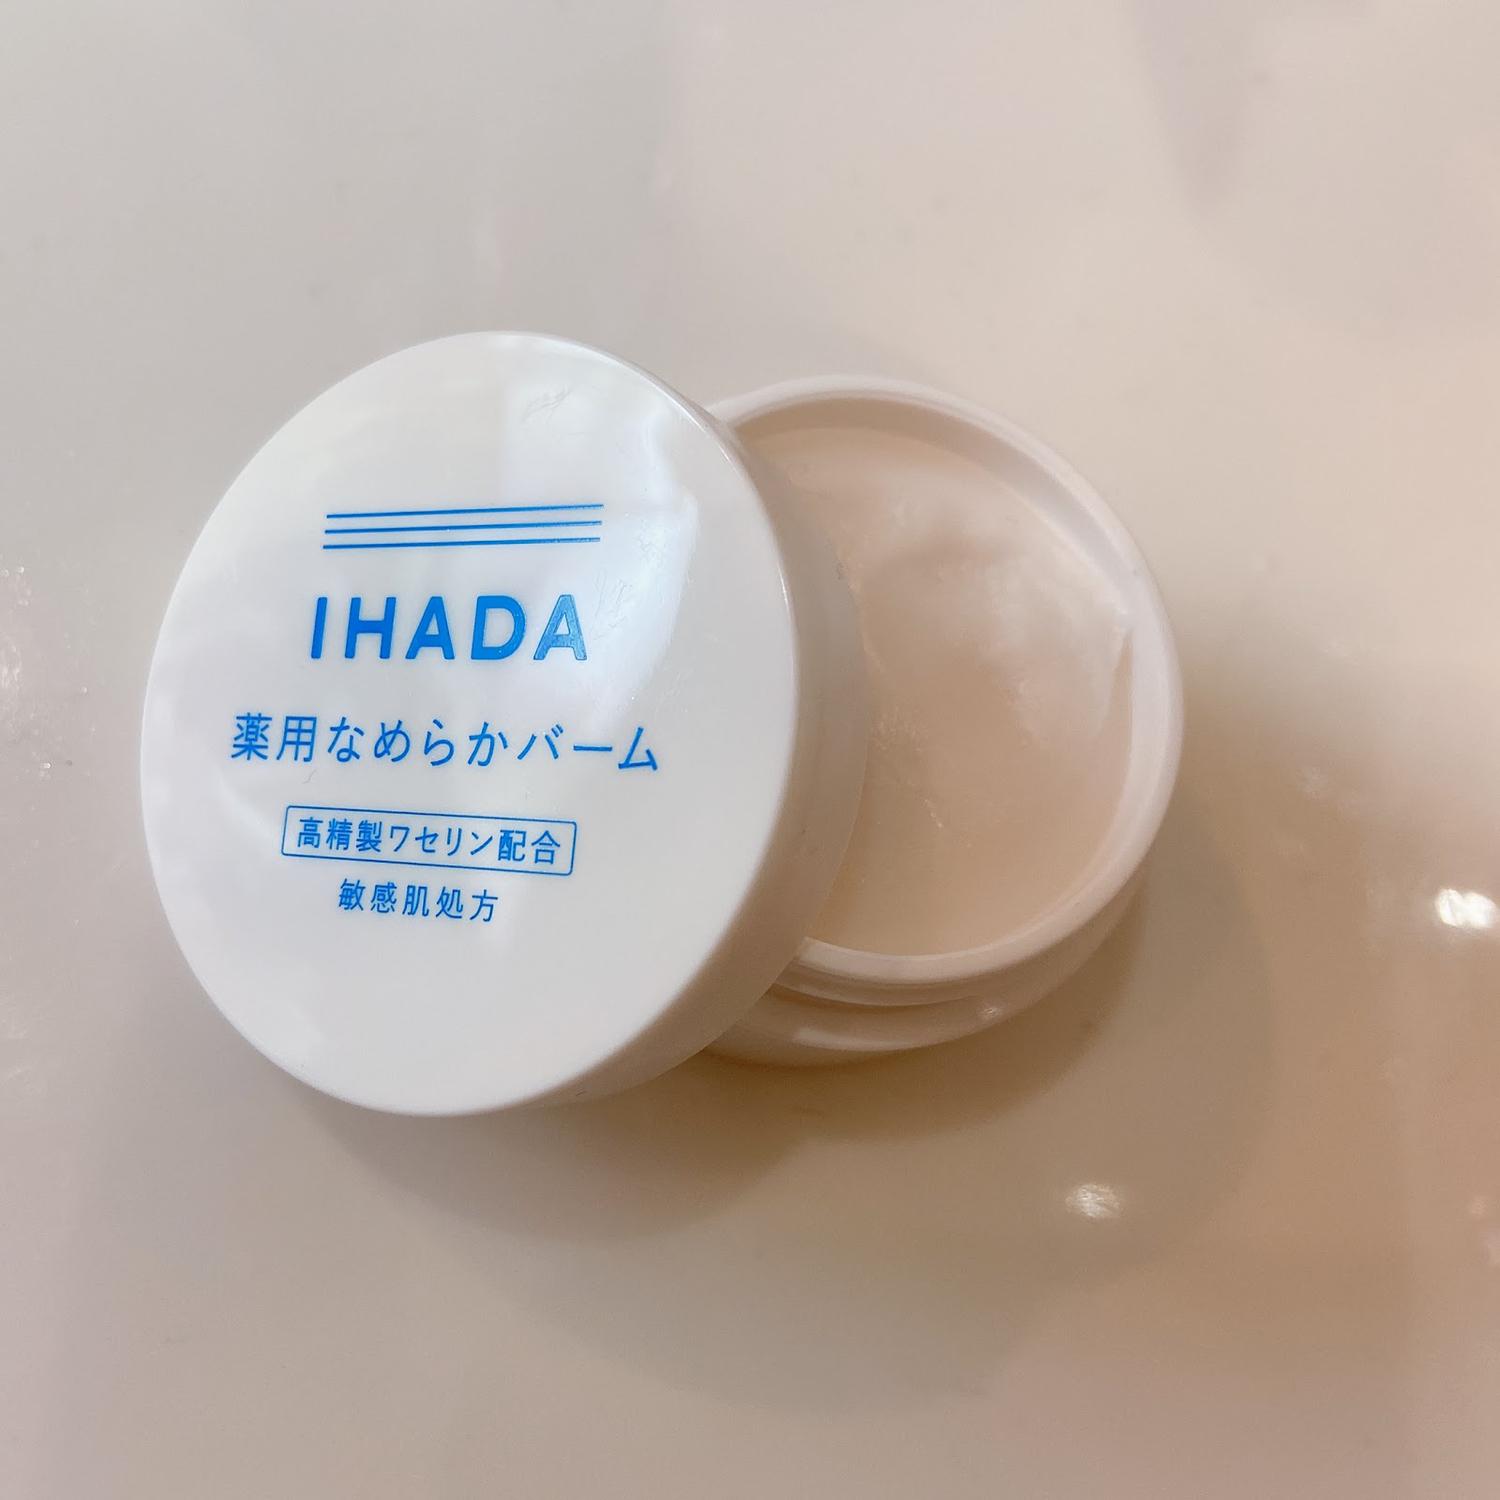 IHADA
薬用なめらかバーム
高精製ワセリン配合
敏感肌処方